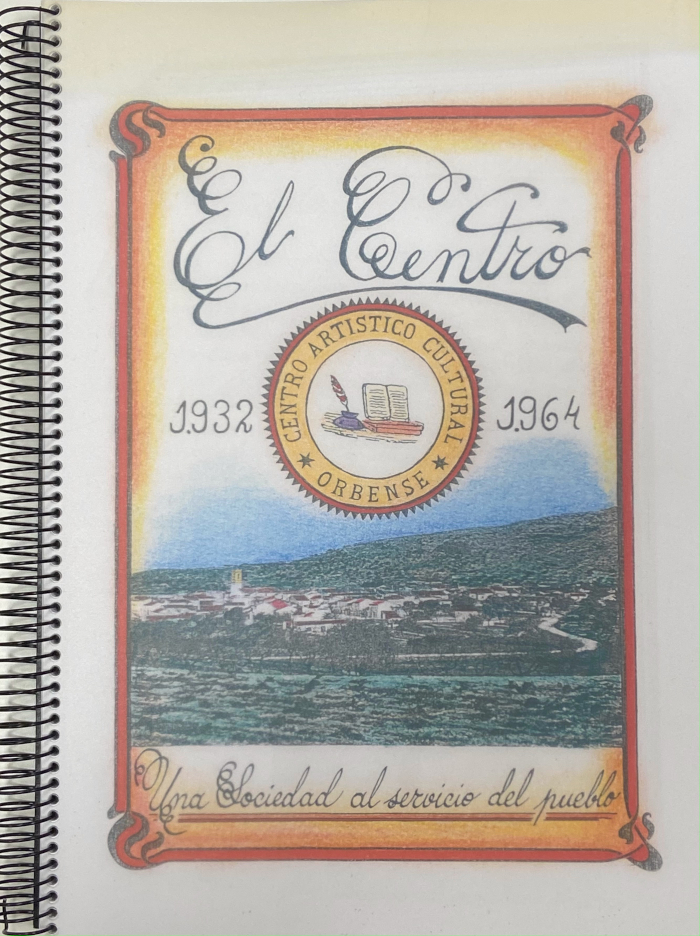 El Centro
CENTRO ARTISTICO CULTURAL
1.932
1.964
ORBENSE
Una Sociedad al servicio del pueblo